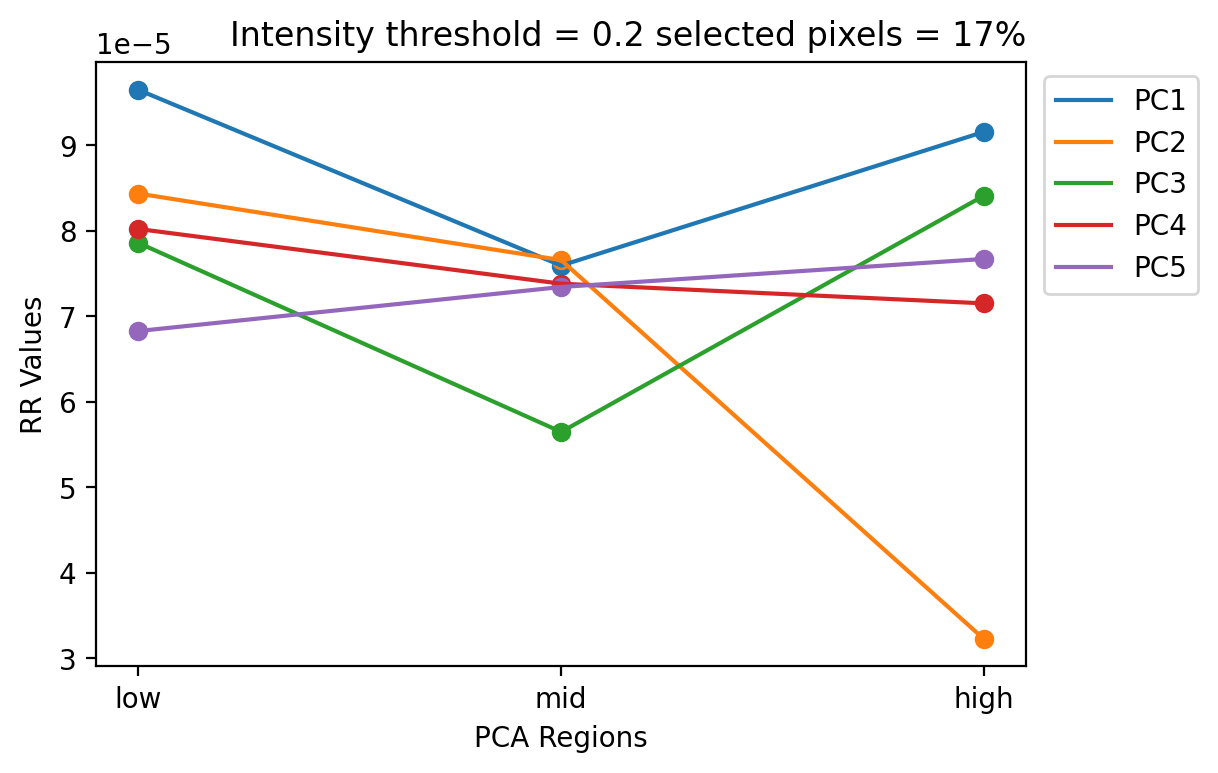 Intensity threshold = 0.2 selected pixels = 17%
1e−5
9
8
7
6
5
4
3
RR Values
low
mid
high
PCA Regions
PC1
PC2
PC3
PC4
PC5